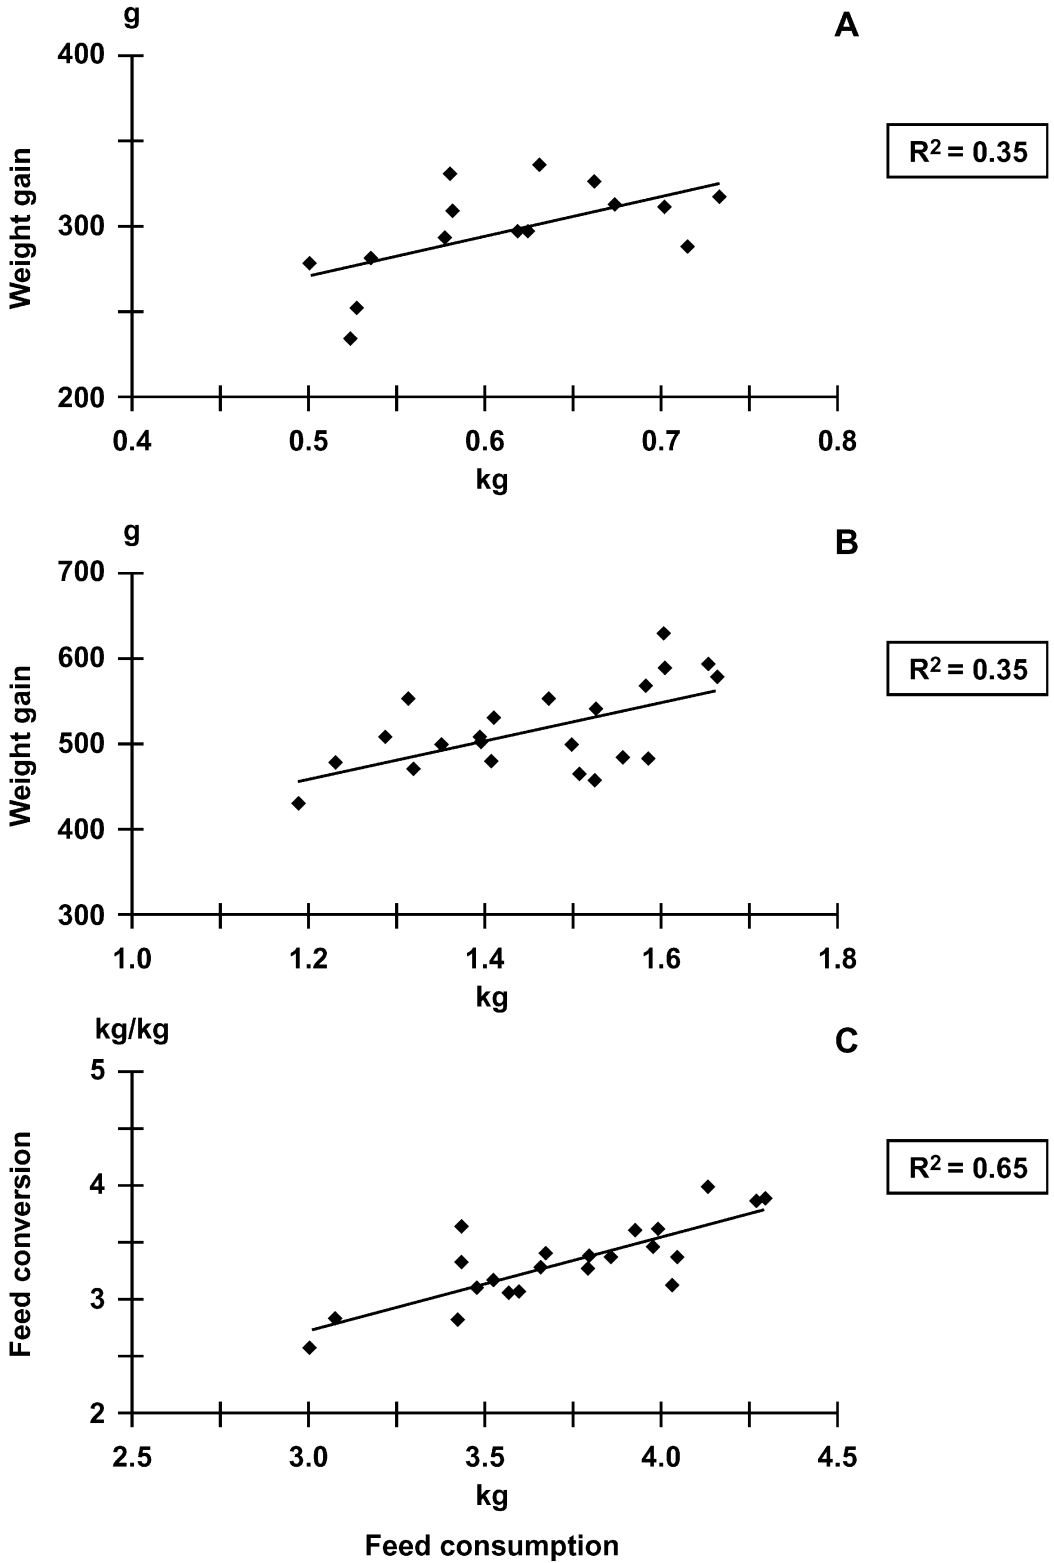 g
A
400
R² = 0.35
Weight gain
300
200
0.4 0.5 0.6 0.7 0.8
kg
g
B
700
600
R² = 0.35
Weight gain
500
400
300
1.0 1.2 1.4 1.6 1.8
kg
kg/kg
C
5
R² = 0.65
4
Feed conversion
3
2
2.5 3.0 3.5 4.0 4.5
kg
Feed consumption